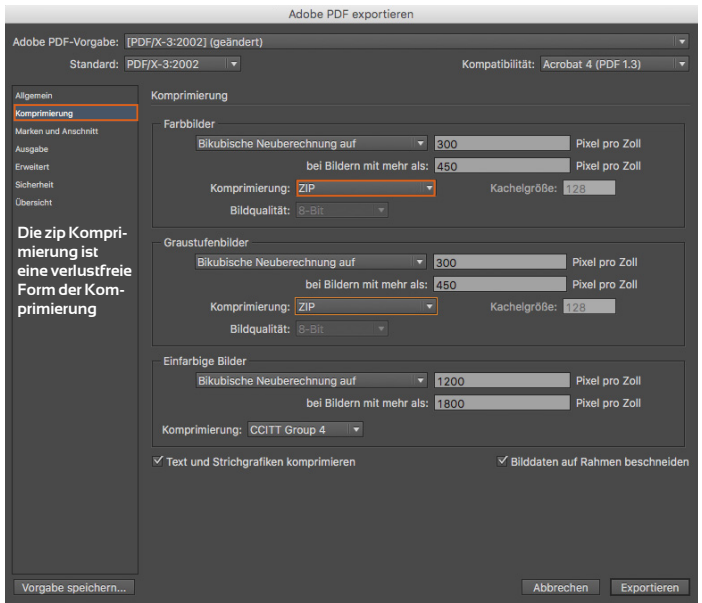 Adobe PDF exportieren
Adobe PDF-Vorgabe: [PDF/X-3:2002] (geändert)
Standard: PDF/X-3:2002 Kompatibilität: Acrobat 4 (PDF 1.3)
Allgemein
Komprimierung
Marken und Anschnitt
Ausgabe
Erweitert
Sicherheit
Übersicht
Die zip Kompri-
mierung ist
eine verlustfreie
Form der Kom-
primierung
Komprimierung
Farbbilder
Bikubische Neuberechnung auf 300 Pixel pro Zoll
bei Bildern mit mehr als: 450 Pixel pro Zoll
Komprimierung: ZIP Kachelgröße: 128
Bildqualität: 8-Bit
Graustufenbilder
Bikubische Neuberechnung auf 300 Pixel pro Zoll
bei Bildern mit mehr als: 450 Pixel pro Zoll
Komprimierung: ZIP Kachelgröße: 128
Bildqualität: 8-Bit
Einfarbige Bilder
Bikubische Neuberechnung auf 1200 Pixel pro Zoll
bei Bildern mit mehr als: 1800 Pixel pro Zoll
Komprimierung: CCITT Group 4
Text und Strichgrafiken komprimieren Bilddaten auf Rahmen beschneiden
Vorgabe speichern... Abbrechen Exportieren